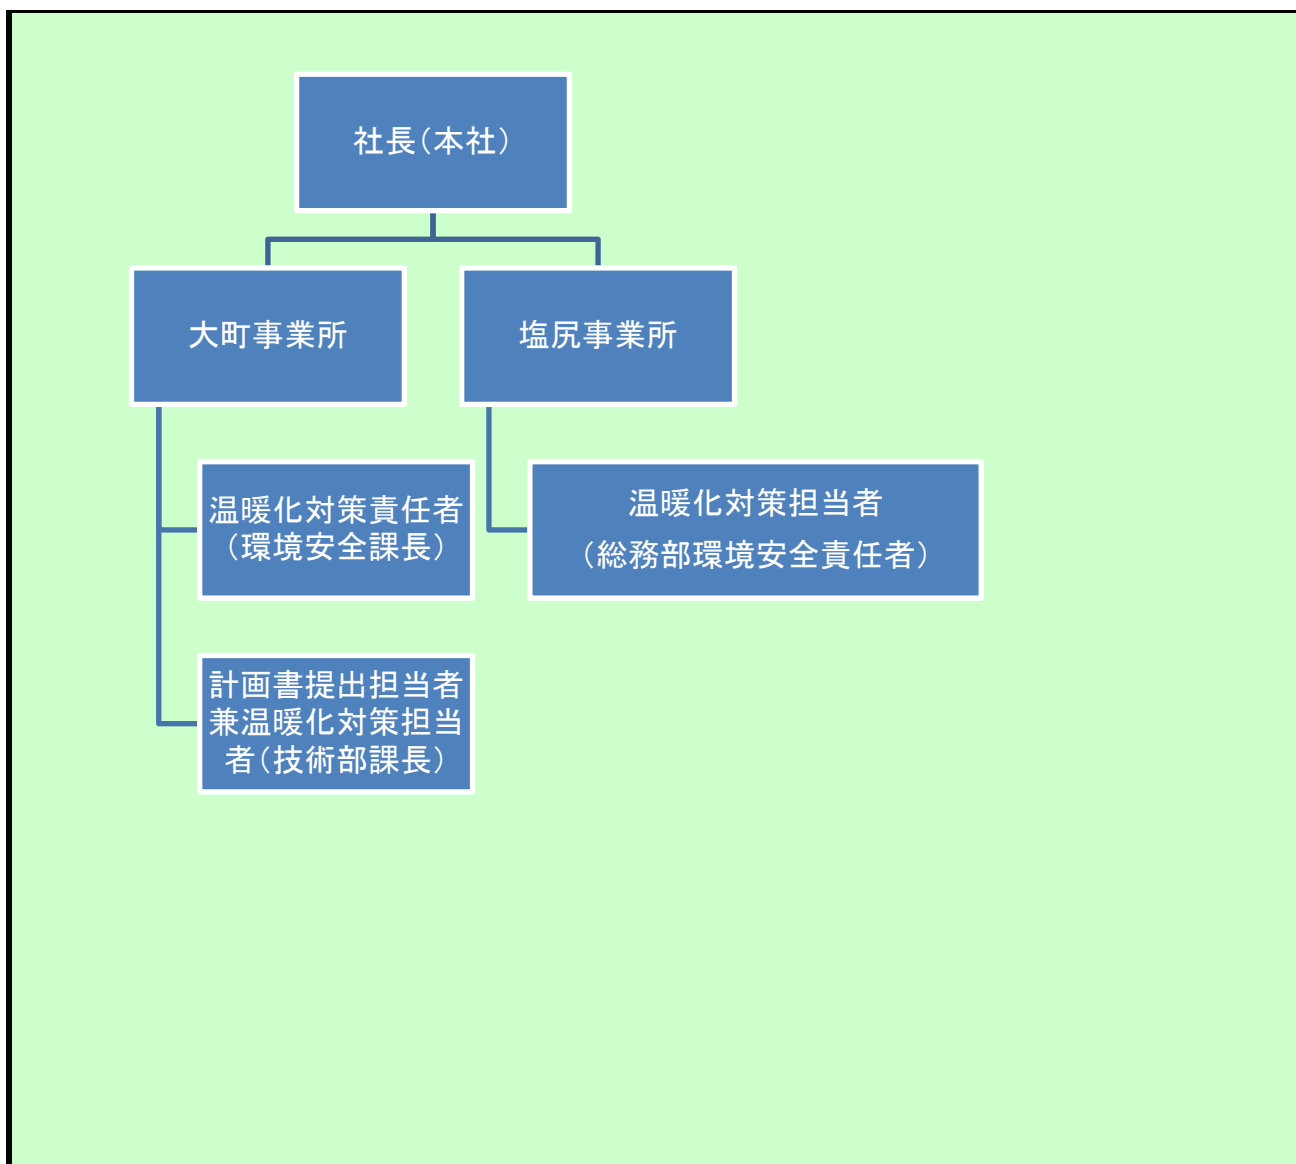 社長（本社）
大町事業所
塩尻事業所
温暖化対策責任者
（環境安全課長）
温暖化対策担当者
（総務部環境安全責任者）
計画書提出担当者
兼温暖化対策担当
者（技術部課長）